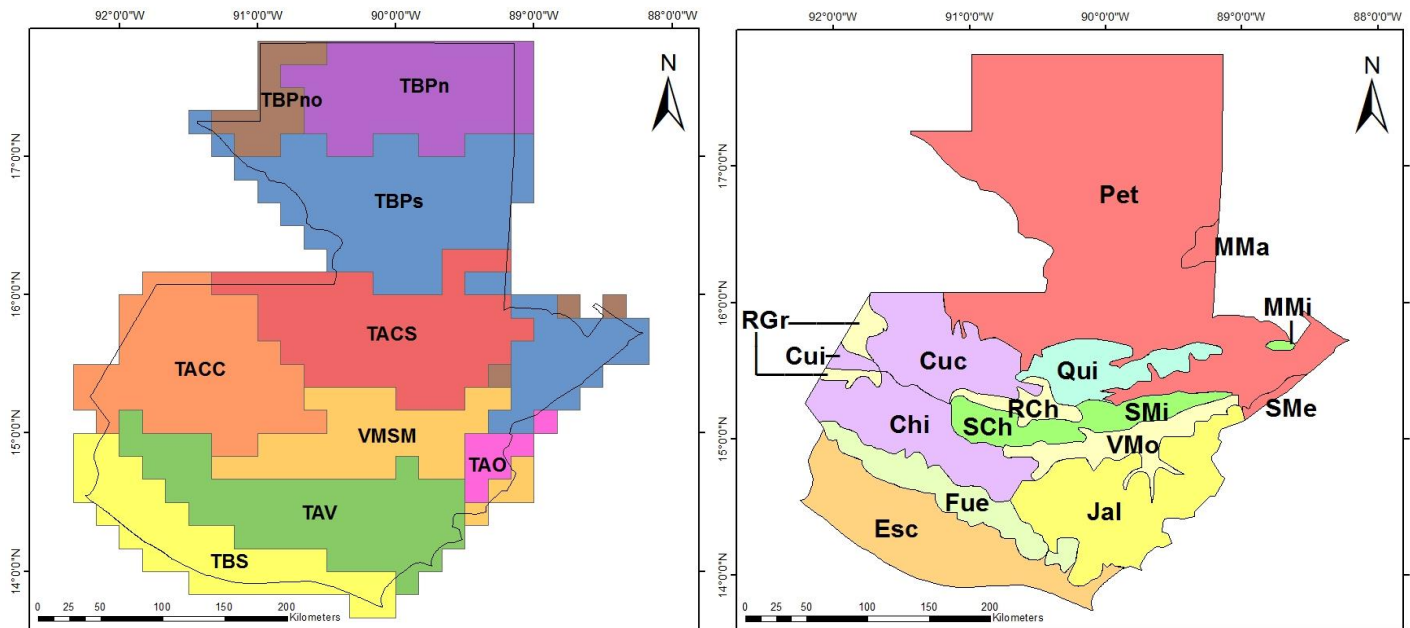 92°0'0"W 91°0'0"W 90°0'0"W 89°0'0"W 88°0'0"W
N
TBPno
TBPn
17°0'0"N
TBPs
16°0'0"N
TACS
TACC
15°0'0"N
VMSM
TAO
TAV
TBS
14°0'0"N
0 25 50 100 150 200
Kilometers
92°0'0"W 91°0'0"W 90°0'0"W 89°0'0"W 88°0'0"W
N
17°0'0"N
Pet
MMa
16°0'0"N
MMi
RGr
Cui
Cuc
Qui
RCh
SMi
SMe
SCh
Chi
15°0'0"N
VMo
Fue
Jal
Esc
14°0'0"N
0 25 50 100 150 200
Kilometers